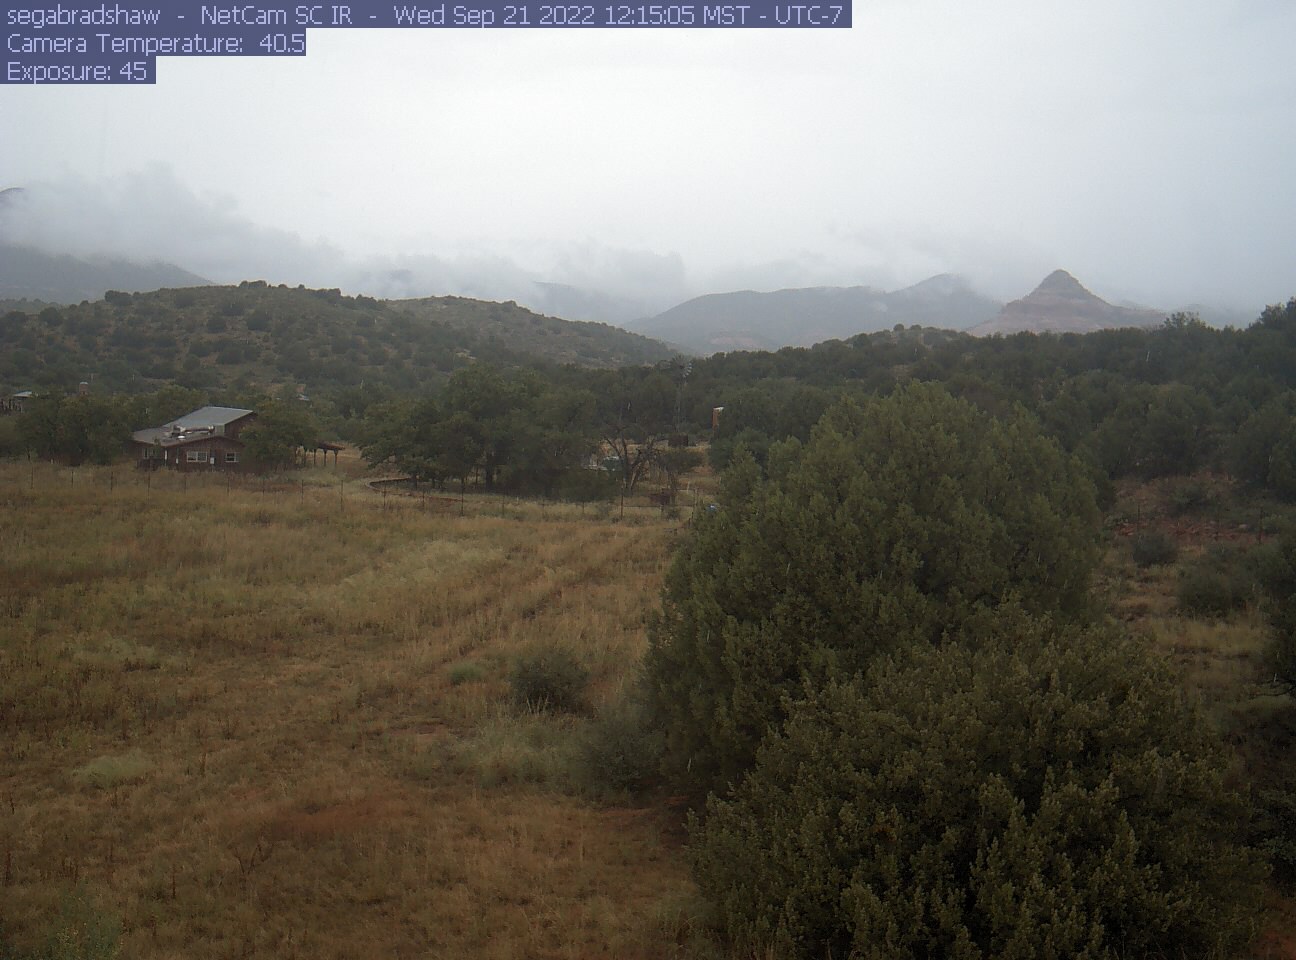 segabradshaw - NetCam SC IR - Wed Sep 21 2022 12:15:05 MST - UTC-7
Camera Temperature: 40.5
Exposure: 45